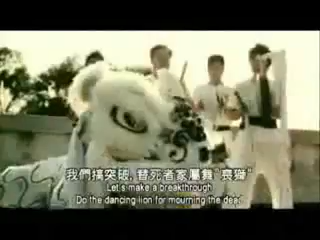 我們搞突破,替死者家屬舞"哀獅"
Let's make a breakthrough
Do the dancing lion for mourning the dead